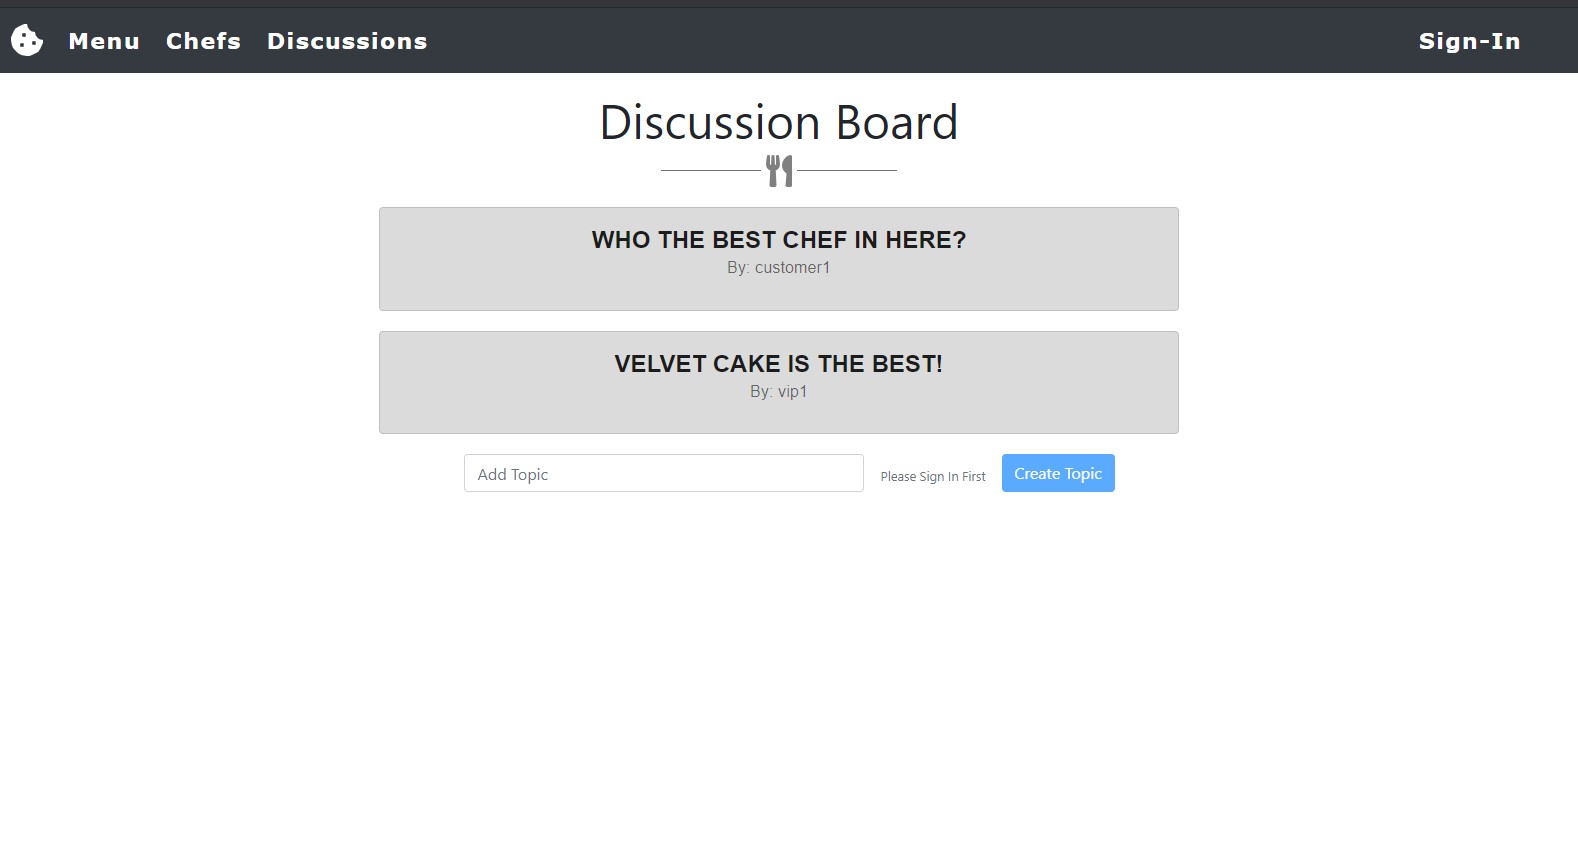 Menu Chefs Discussions Sign-In
Discussion Board
WHO THE BEST CHEF IN HERE?
By: customer1
VELVET CAKE IS THE BEST!
By: vip1
Add Topic Please Sign In First Create Topic